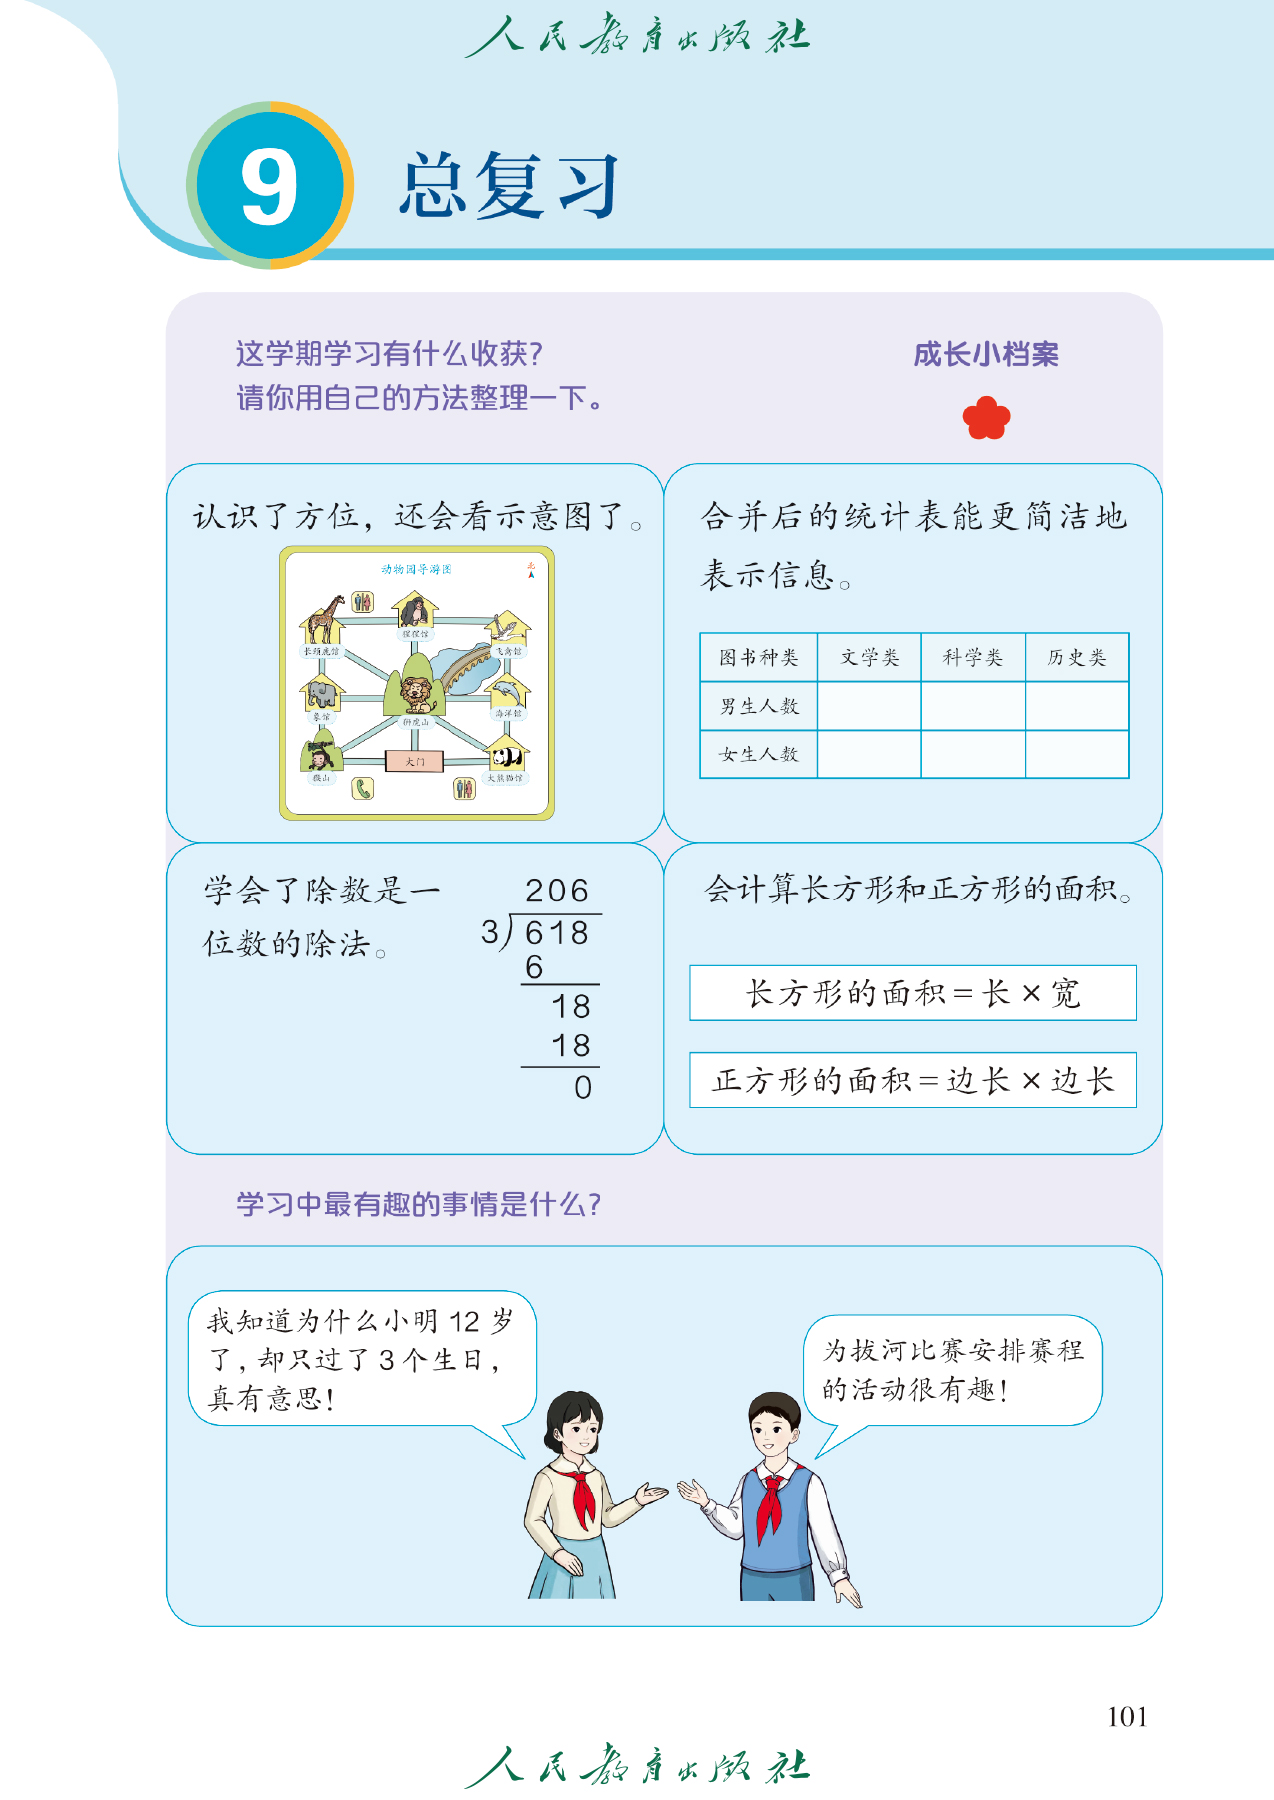 人民教育出版社
9
总复习
这学期学习有什么收获？
请你用自己的方法整理一下。
成长小档案
认识了方位，还会看示意图了。
动物园导游图
北
长颈鹿馆
猩猩馆
飞禽馆
象馆
狮虎山
海洋馆
猴山
大门
大熊猫馆
合并后的统计表能更简洁地
表示信息。
图书种类 文学类 科学类 历史类
男生人数
女生人数
学会了除数是一
位数的除法。
206
3)618
6
18
18
0
会计算长方形和正方形的面积。
长方形的面积＝长×宽
正方形的面积＝边长×边长
学习中最有趣的事情是什么？
我知道为什么小明 12 岁
了，却只过了 3 个生日，
真有意思！
为拔河比赛安排赛程
的活动很有趣！
101
人民教育出版社